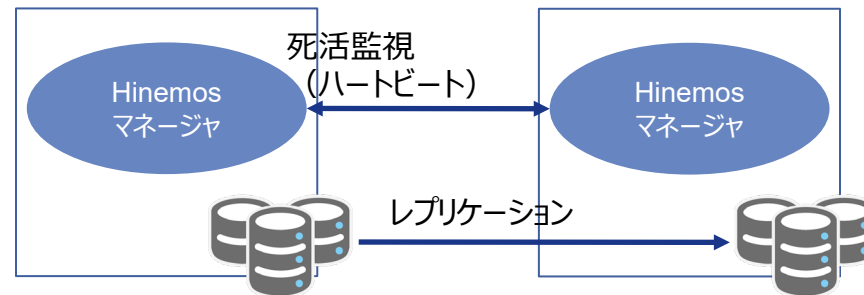 死活監視
（ハートビート）
Hinemos
マネージャ
Hinemos
マネージャ
レプリケーション